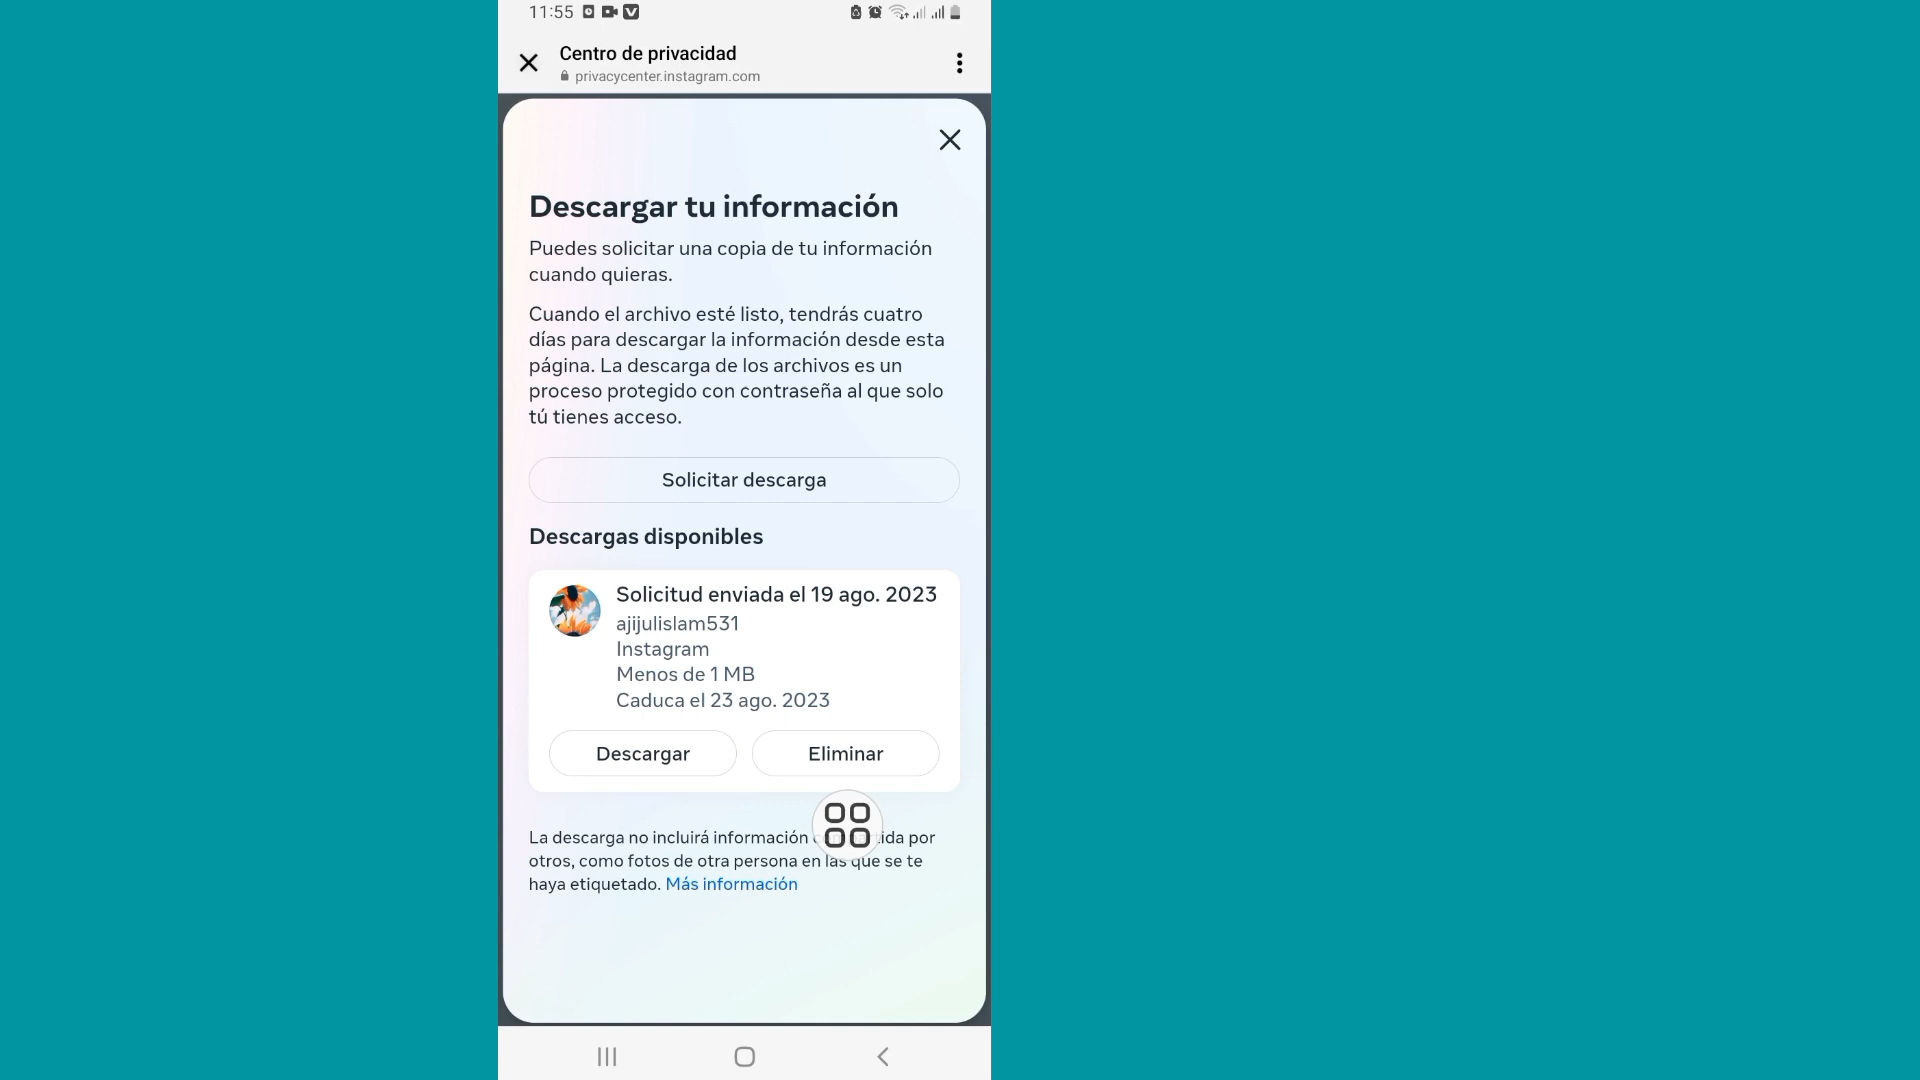 11:55
Centro de privacidad
privacycenter.instagram.com
Descargar tu información
Puedes solicitar una copia de tu información
cuando quieras.
Cuando el archivo esté listo, tendrás cuatro
días para descargar la información desde esta
página. La descarga de los archivos es un
proceso protegido con contraseña al que solo
tú tienes acceso.
Solicitar descarga
Descargas disponibles
Solicitud enviada el 19 ago. 2023
ajijulislam531
Instagram
Menos de 1 MB
Caduca el 23 ago. 2023
Descargar
Eliminar
La descarga no incluirá información por
otros, como fotos de otra persona en las que se te
haya etiquetado. Más información